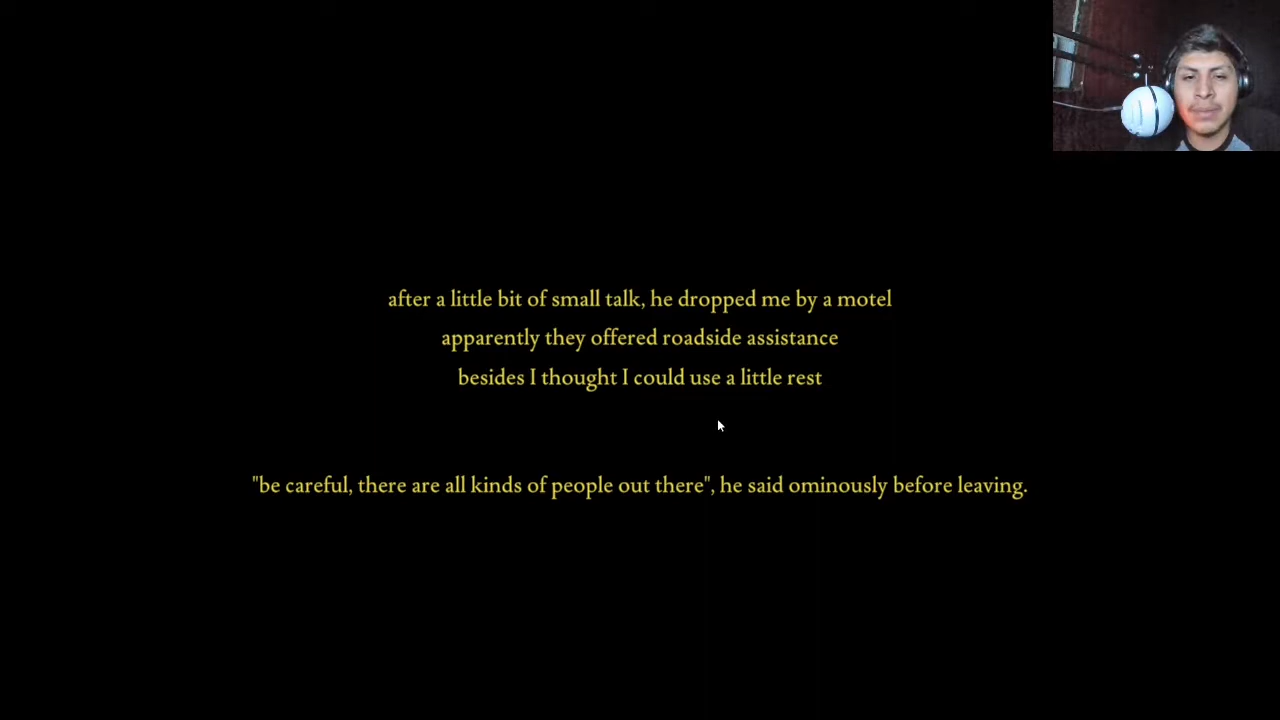 after a little bit of small talk, he dropped me by a motel
apparently they offered roadside assistance
besides I thought I could use a little rest
"be careful, there are all kinds of people out there", he said ominously before leaving.